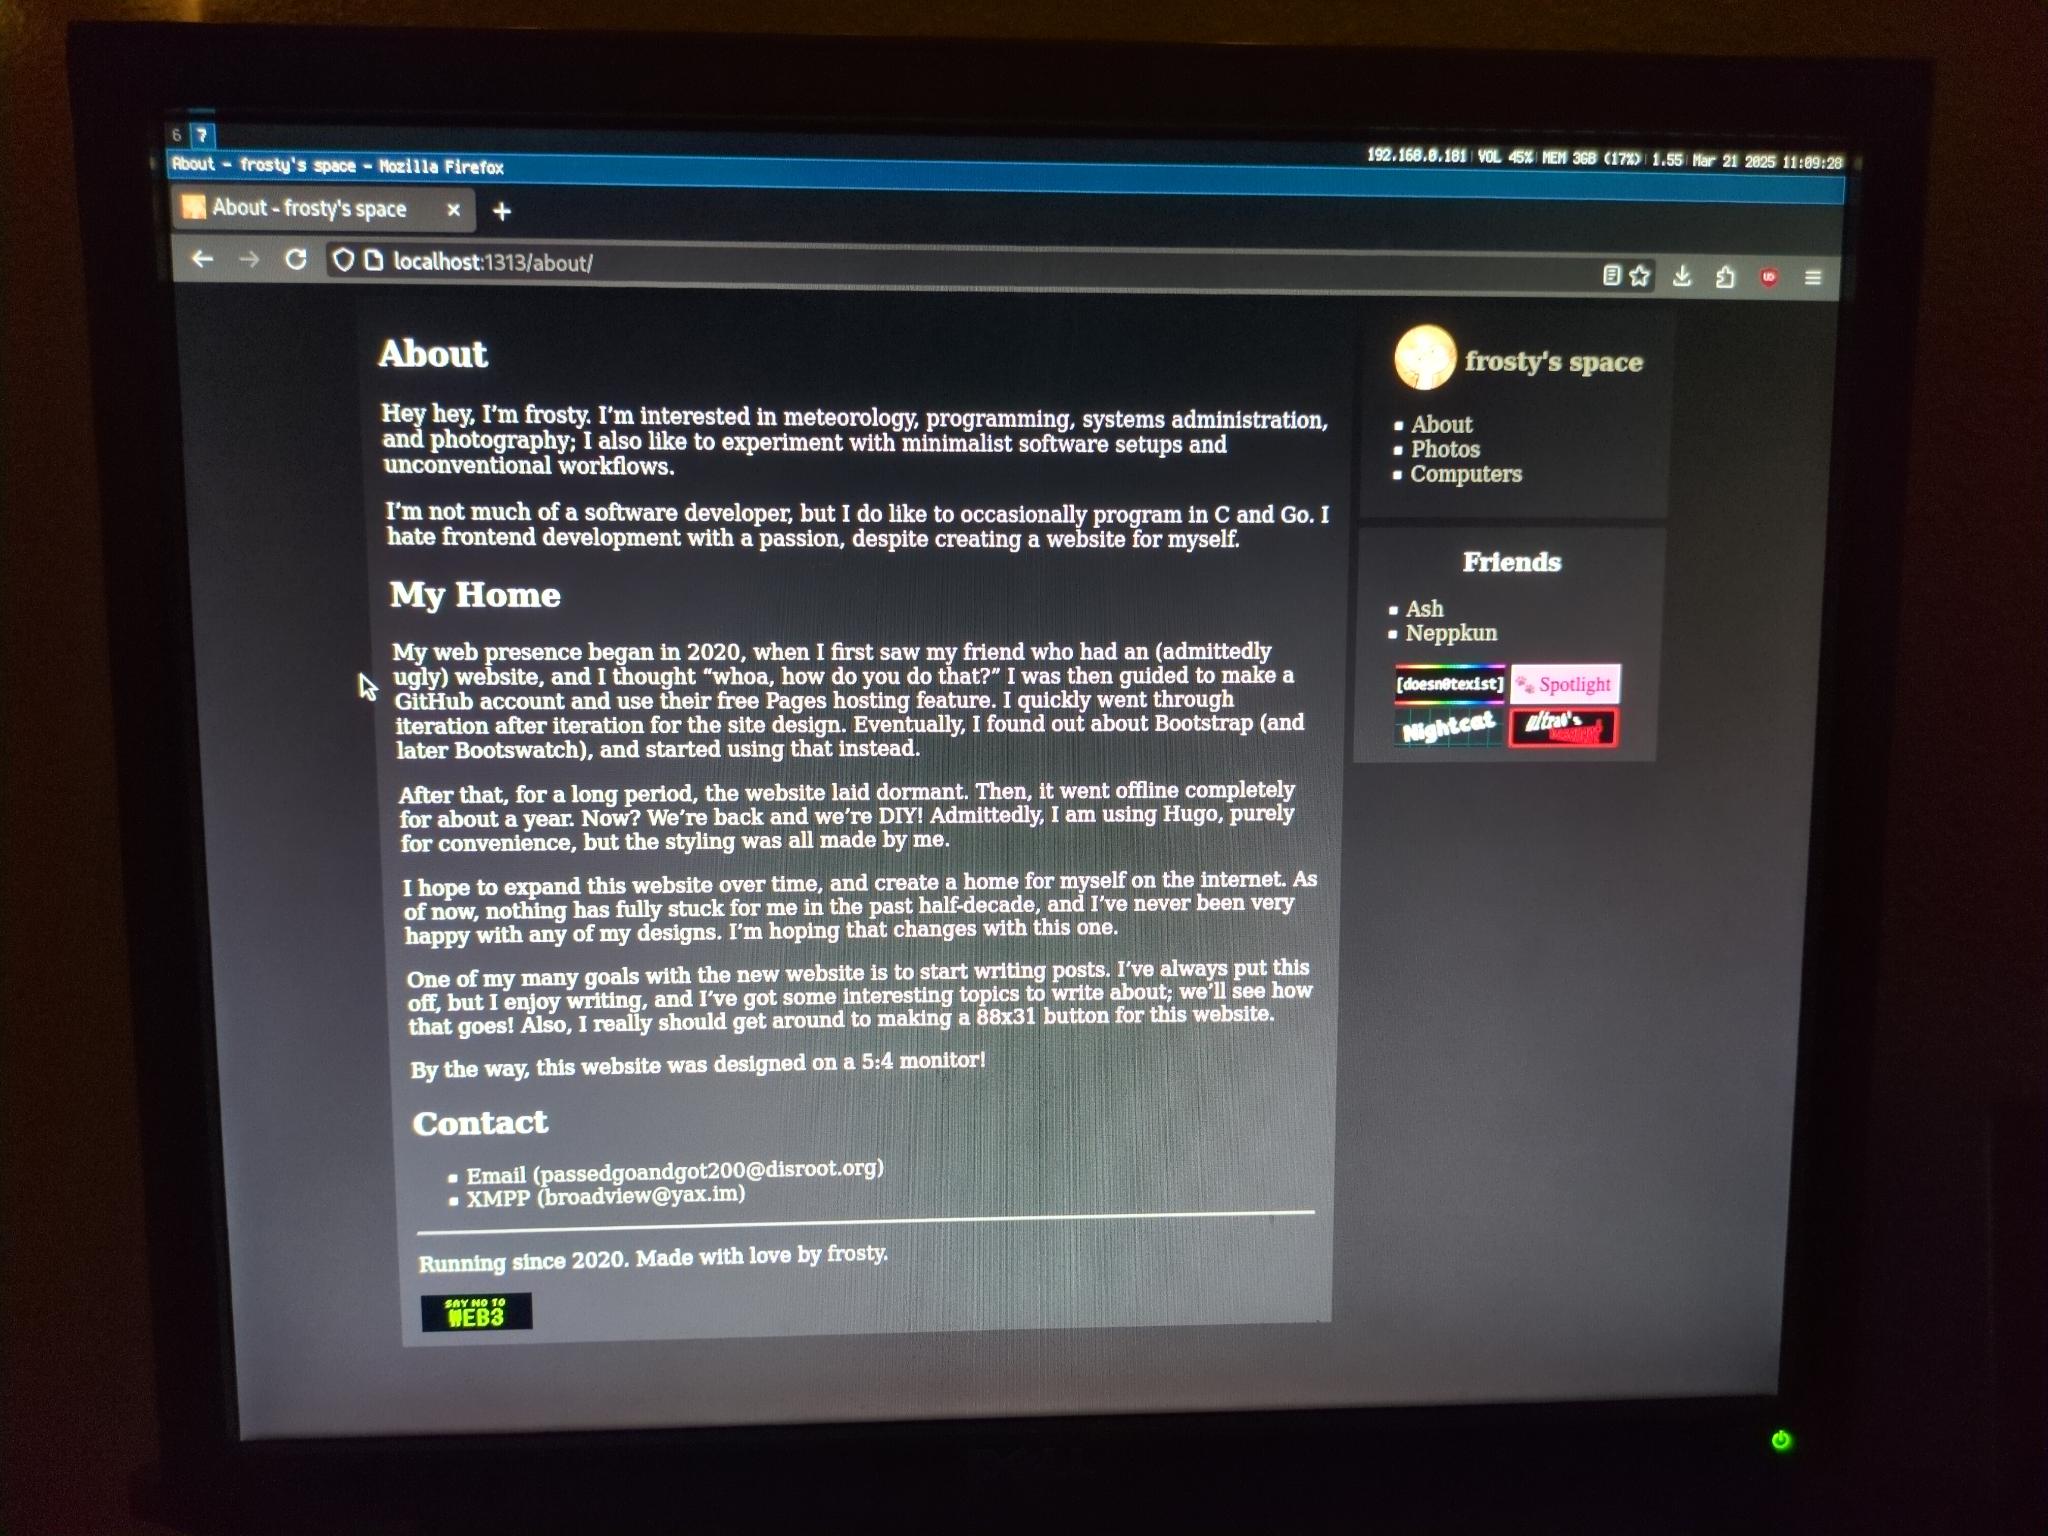 6 7
192.168.0.181 VOL 45% MEM 3GB (17%) 1.55 Mar 21 2025 11:09:28
About - frosty's space - Mozilla Firefox
About - frosty's space
localhost:1313/about/
About
Hey hey, I'm frosty. I'm interested in meteorology, programming, systems administration,
and photography; I also like to experiment with minimalist software setups and
unconventional workflows.
I'm not much of a software developer, but I do like to occasionally program in C and Go. I
hate frontend development with a passion, despite creating a website for myself.
My Home
My web presence began in 2020, when I first saw my friend who had an (admittedly
ugly) website, and I thought “whoa, how do you do that?” I was then guided to make a
GitHub account and use their free Pages hosting feature. I quickly went through
iteration after iteration for the site design. Eventually, I found out about Bootstrap (and
later Bootswatch), and started using that instead.
After that, for a long period, the website laid dormant. Then, it went offline completely
for about a year. Now? We're back and we're DIY! Admittedly, I am using Hugo, purely
for convenience, but the styling was all made by me.
I hope to expand this website over time, and create a home for myself on the internet. As
of now, nothing has fully stuck for me in the past half-decade, and I've never been very
happy with any of my designs. I'm hoping that changes with this one.
One of my many goals with the new website is to start writing posts. I've always put this
off, but I enjoy writing, and I've got some interesting topics to write about; we'll see how
that goes! Also, I really should get around to making a 88x31 button for this website.
By the way, this website was designed on a 5:4 monitor!
Contact
Email (passedgoandgot200@disroot.org)
XMPP (broadview@yax.im)
Running since 2020. Made with love by frosty.
SAY NO TO
WEB3
frosty's space
About
Photos
Computers
Friends
Ash
Neppkun
[doesn0texist]
Spotlight
Nightcat
DELL